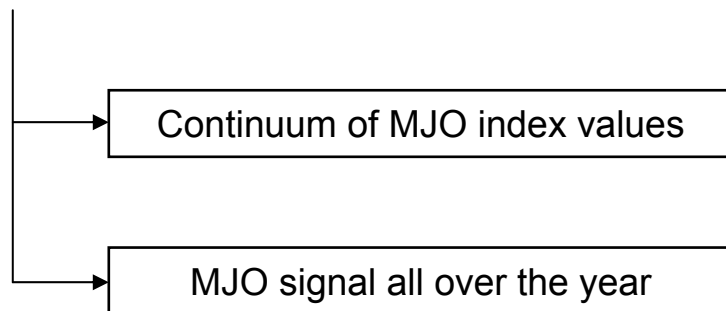 Continuum of MJO index values
MJO signal all over the year